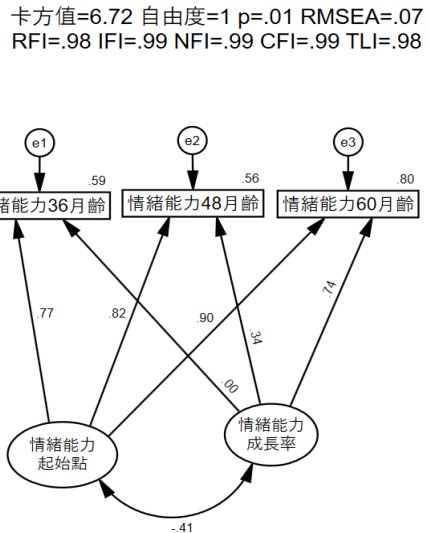 卡方值=6.72 自由度=1 p=.01 RMSEA=.07
RFI=.98 IFI=.99 NFI=.99 CFI=.99 TLI=.98
e1
e2
e3
.59
.56
.80
緒能力36月齡
情緒能力48月齡
情緒能力60月齡
.77
.82
.90
.34
.74
.00
情緒能力
起始點
情緒能力
成長率
-.41